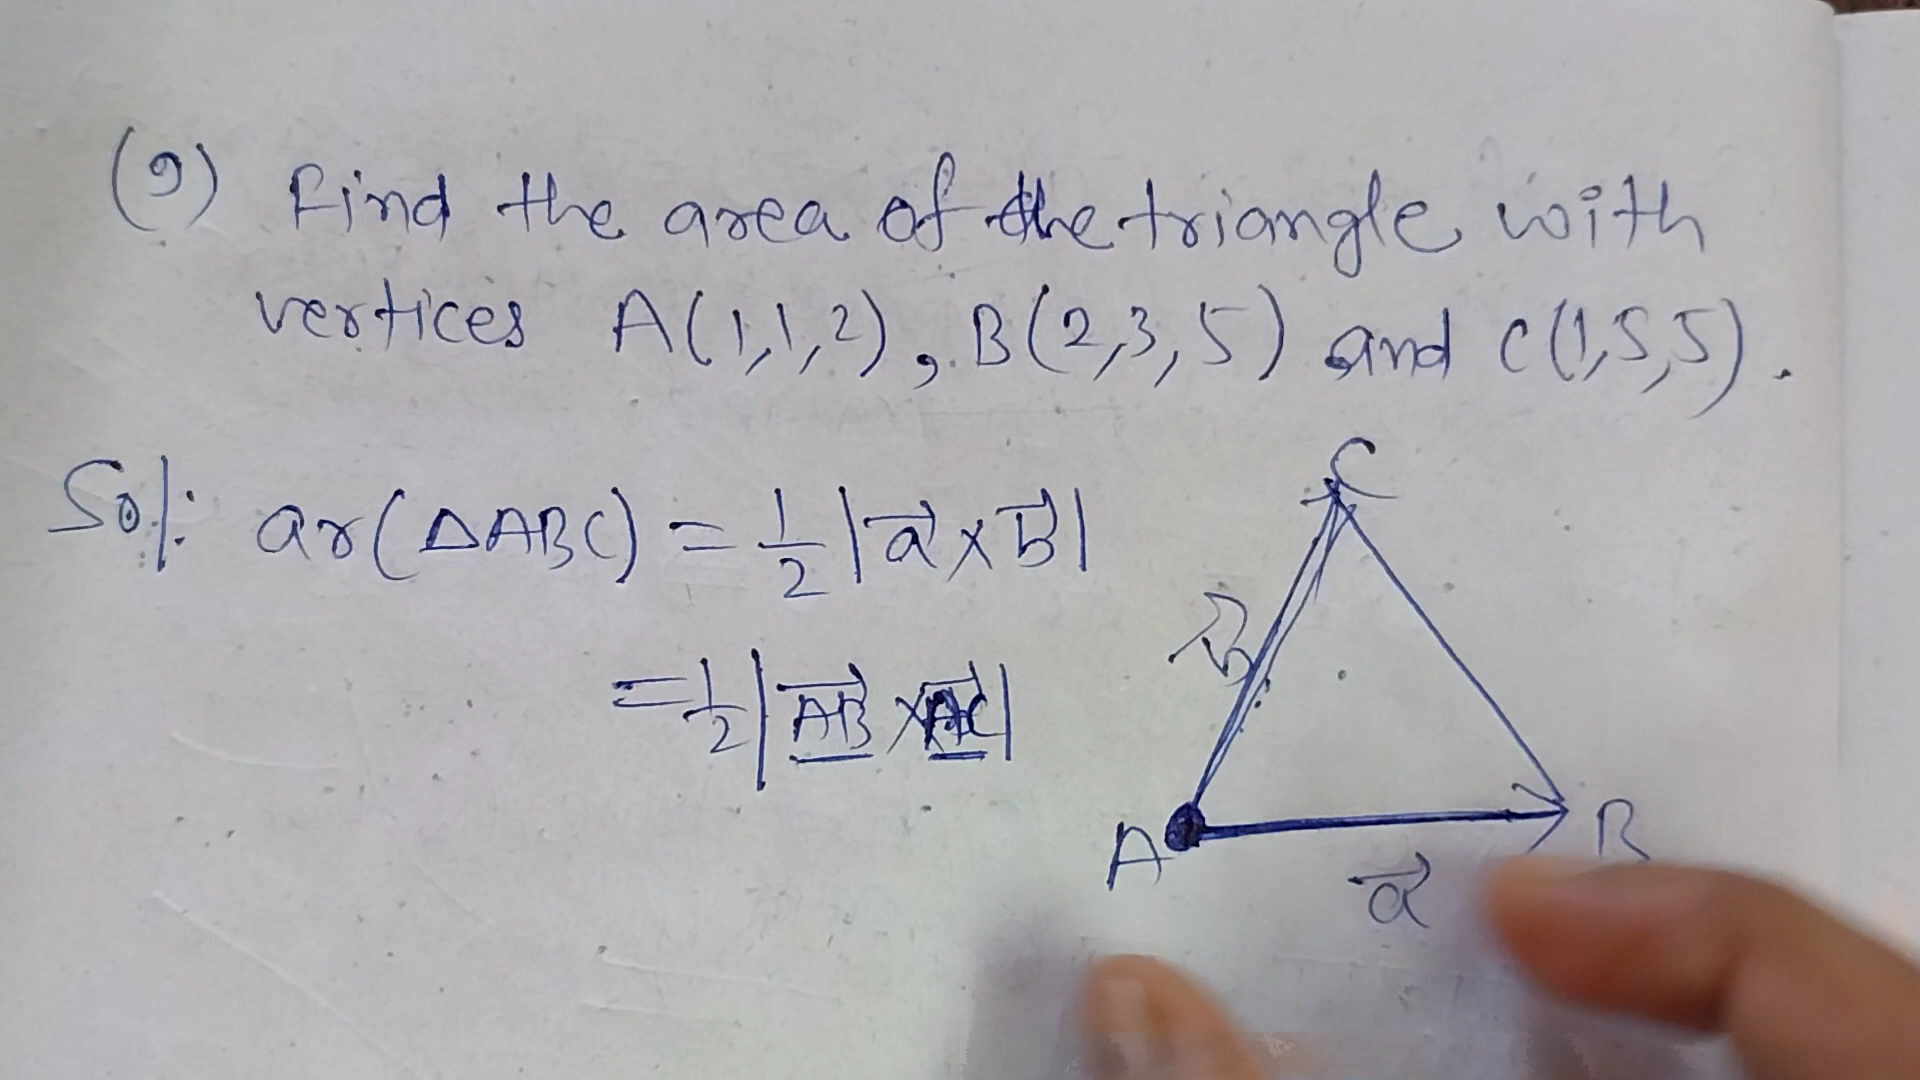 (9) Find the area of the triangle with
vertices A(1,1,2), B(2,3,5) and C(1,5,5).
Sol: ar(△ABC) = 1/2 |a⃗ × b⃗|
= 1/2 |AB⃗ × AC⃗|
C
b⃗
A
B
a⃗